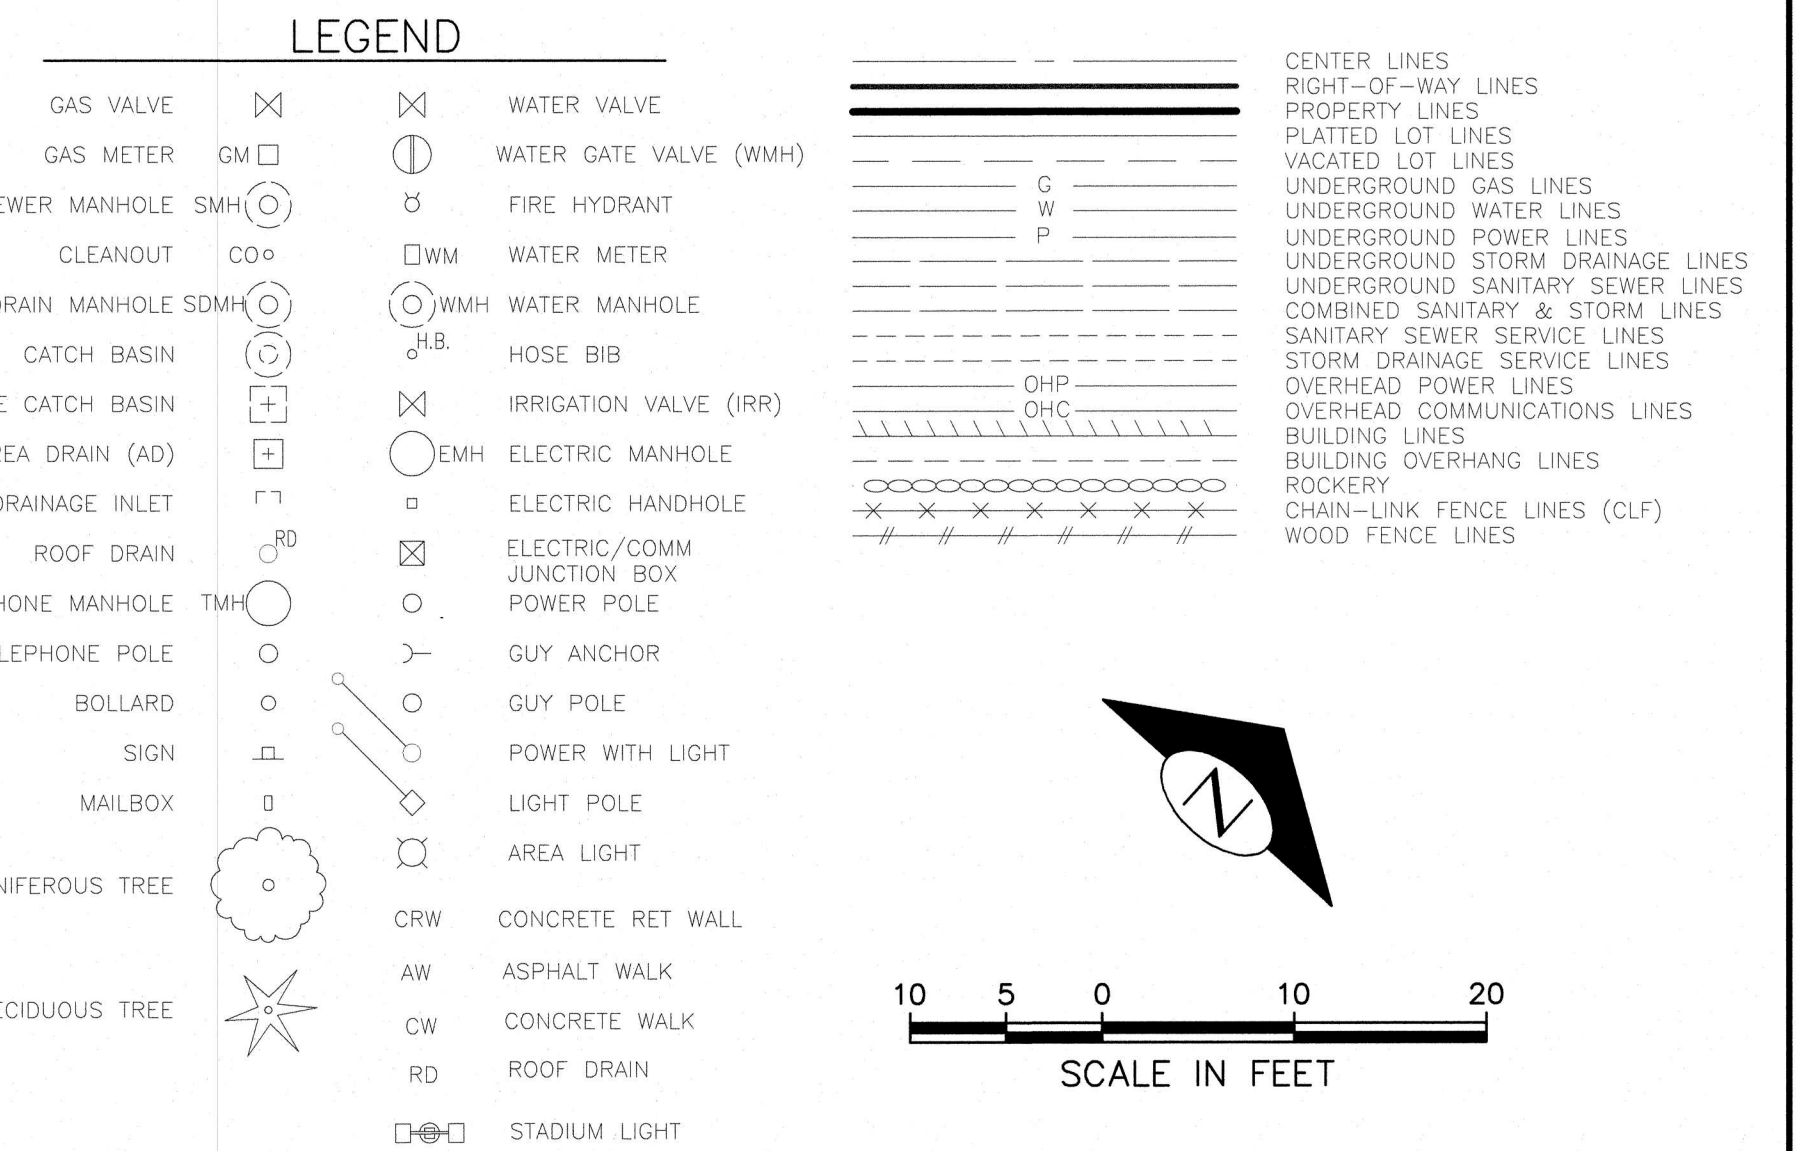 LEGEND
GAS VALVE
GAS METER GM
EWER MANHOLE SMH
CLEANOUT CO
DRAIN MANHOLE SDMH
CATCH BASIN
E CATCH BASIN
REA DRAIN (AD)
DRAINAGE INLET
ROOF DRAIN RD
HONE MANHOLE TMH
LEPHONE POLE
BOLLARD
SIGN
MAILBOX
NIFEROUS TREE
ECIDUOUS TREE
WATER VALVE
WATER GATE VALVE (WMH)
FIRE HYDRANT
WM WATER METER
WMH WATER MANHOLE
H.B. HOSE BIB
IRRIGATION VALVE (IRR)
EMH ELECTRIC MANHOLE
ELECTRIC HANDHOLE
ELECTRIC/COMM
JUNCTION BOX
POWER POLE
GUY ANCHOR
GUY POLE
POWER WITH LIGHT
LIGHT POLE
AREA LIGHT
CRW CONCRETE RET WALL
AW ASPHALT WALK
CW CONCRETE WALK
RD ROOF DRAIN
STADIUM LIGHT
CENTER LINES
RIGHT-OF-WAY LINES
PROPERTY LINES
PLATTED LOT LINES
VACATED LOT LINES
G UNDERGROUND GAS LINES
W UNDERGROUND WATER LINES
P UNDERGROUND POWER LINES
UNDERGROUND STORM DRAINAGE LINES
UNDERGROUND SANITARY SEWER LINES
COMBINED SANITARY & STORM LINES
SANITARY SEWER SERVICE LINES
STORM DRAINAGE SERVICE LINES
OHP OVERHEAD POWER LINES
OHC OVERHEAD COMMUNICATIONS LINES
BUILDING LINES
BUILDING OVERHANG LINES
ROCKERY
CHAIN-LINK FENCE LINES (CLF)
WOOD FENCE LINES
N
10 5 0 10 20
SCALE IN FEET